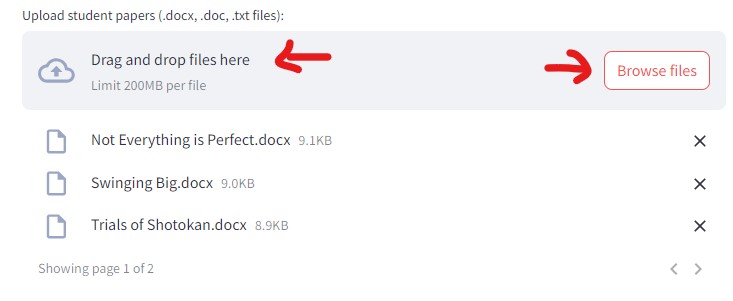 Upload student papers (.docx, .doc, .txt files):
Drag and drop files here
Limit 200MB per file
Browse files
Not Everything is Perfect.docx 9.1KB
Swinging Big.docx 9.0KB
Trials of Shotokan.docx 8.9KB
Showing page 1 of 2